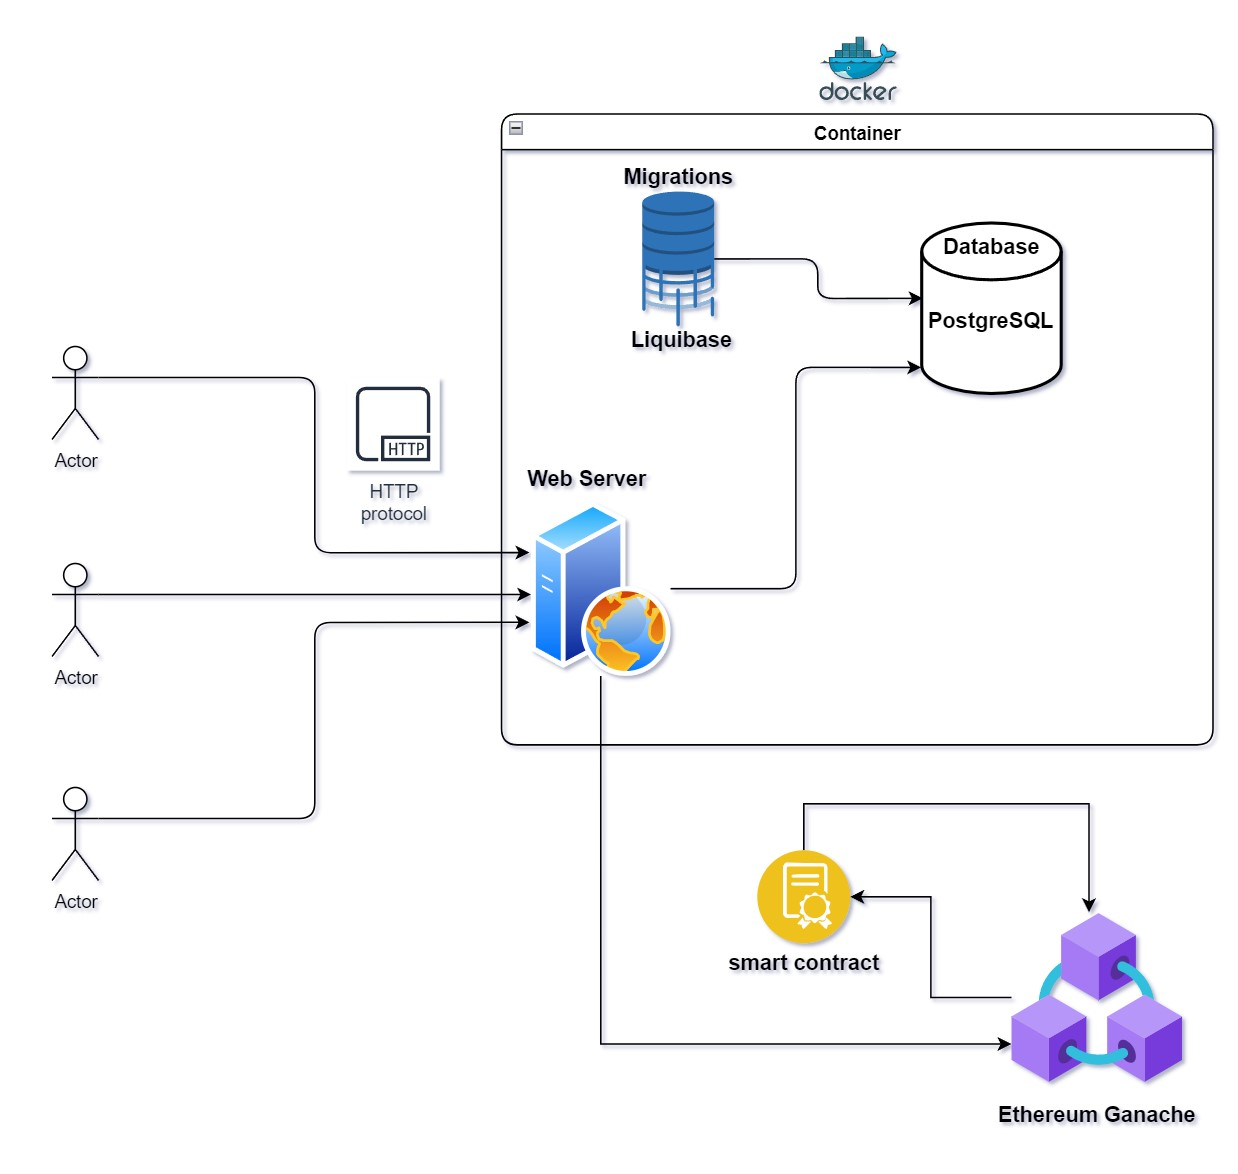 docker
Container
Migrations
Liquibase
Database
PostgreSQL
Actor
HTTP
HTTP
protocol
Web Server
Actor
Actor
smart contract
Ethereum Ganache